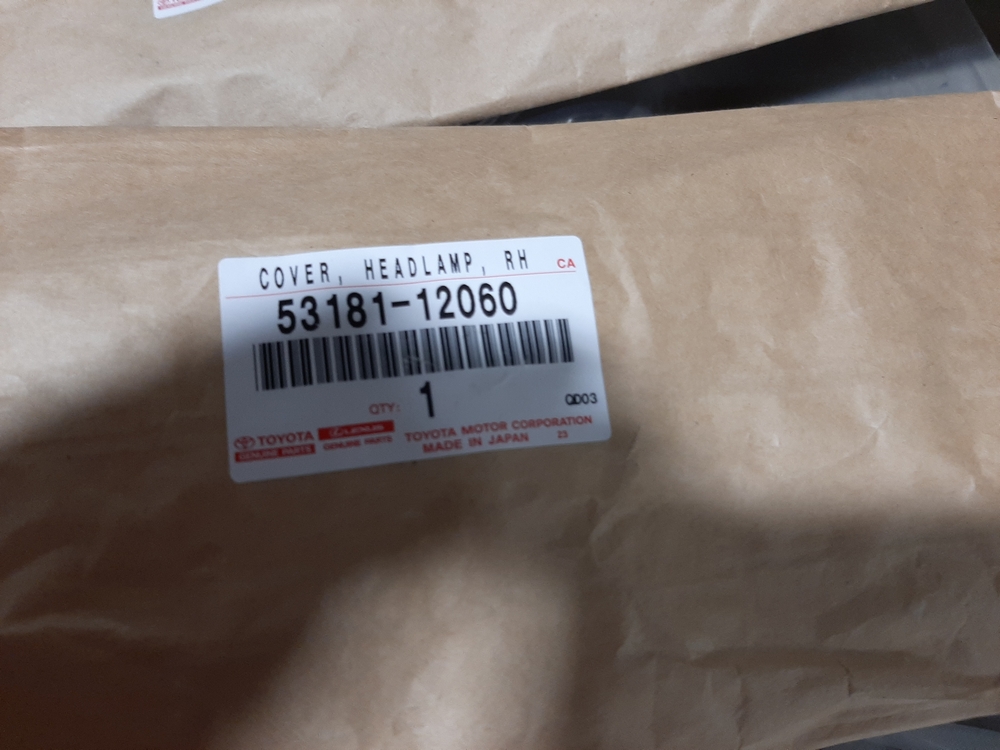 COVER, HEADLAMP, RH CA
53181-12060
QTY: 1
0D03
TOYOTA LEXUS TOYOTA MOTOR CORPORATION
GENUINE PARTS GENUINE PARTS MADE IN JAPAN 23